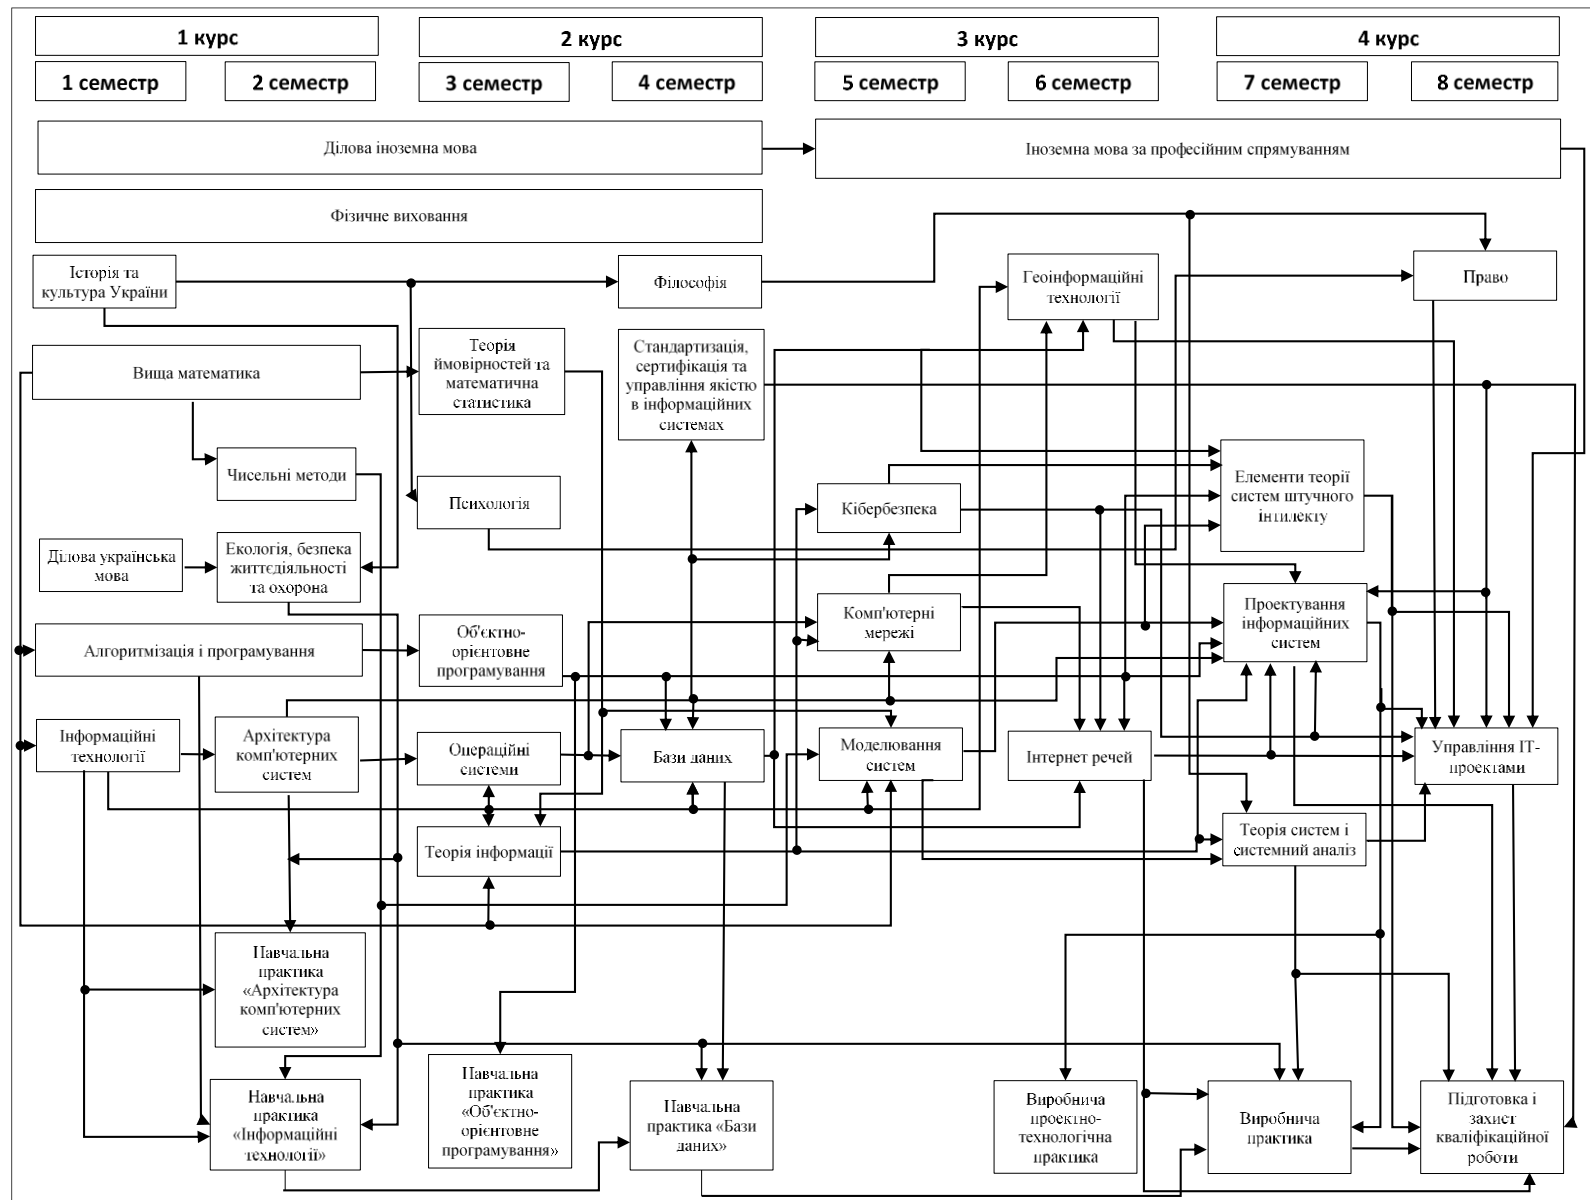 1 курс
2 курс
3 курс
4 курс
1 семестр
2 семестр
3 семестр
4 семестр
5 семестр
6 семестр
7 семестр
8 семестр
Ділова іноземна мова
Іноземна мова за професійним спрямуванням
Фізичне виховання
Історія та
культура України
Філософія
Геоінформаційні
технології
Право
Вища математика
Теорія
ймовірностей та
математична
статистика
Стандартизація,
сертифікація та
управління якістю
в інформаційних
системах
Чисельні методи
Психологія
Кібербезпека
Елементи теорії
систем штучного
інтилекту
Ділова українська
мова
Екологія, безпека
життєдіяльності
та охорона
Алгоритмізація і програмування
Об'єктно-
орієнтовне
програмування
Комп'ютерні
мережі
Проектування
інформаційних
систем
Інформаційні
технології
Архітектура
комп'ютерних
систем
Операційні
системи
Бази даних
Моделювання
систем
Інтернет речей
Управління ІТ-
проектами
Теорія інформації
Теорія систем і
системний аналіз
Навчальна
практика
«Архітектура
комп'ютерних
систем»
Навчальна
практика
«Інформаційні
технології»
Навчальна
практика
«Об'єктно-
орієнтовне
програмування»
Навчальна
практика «Бази
даних»
Виробнича
проектно-
технологічна
практика
Виробнича
практика
Підготовка і
захист
кваліфікаційної
роботи